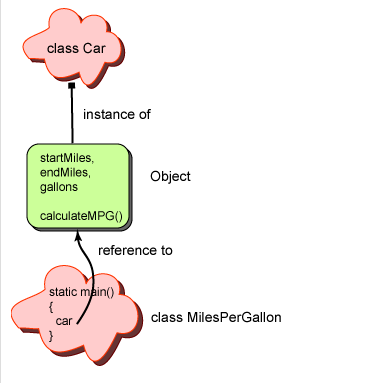 class Car
instance of
startMiles,
endMiles,
gallons
calculateMPG()
Object
reference to
static main()
{
car
}
class MilesPerGallon